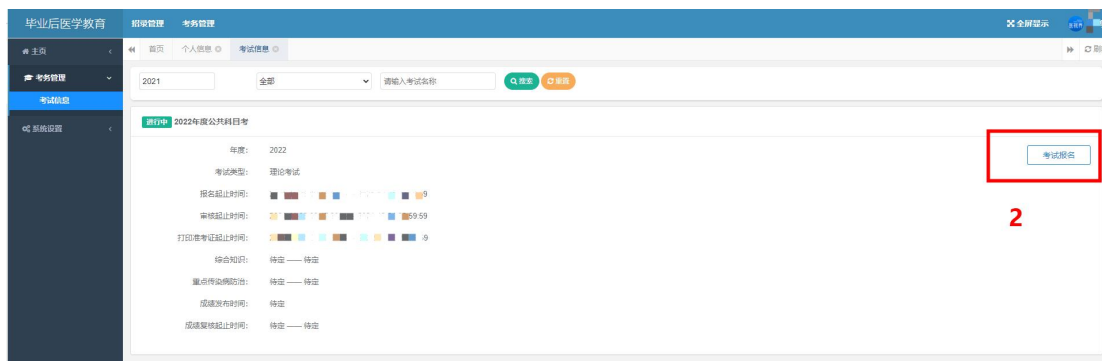 毕业后医学教育 招录管理 考务管理 全屏显示
主页 首页 个人信息 考试信息
考务管理 2021 全部 请输入考试名称 搜索 重置
考试信息
系统设置
进行中 2022年度公共科目考
年度: 2022
考试报名
考试类型: 理论考试
报名起止时间:
审核起止时间: 59:59
2
打印准考证起止时间:
综合知识: 待定 —— 待定
重点传染病防治: 待定 —— 待定
成绩发布时间: 待定
成绩复核起止时间: 待定 —— 待定